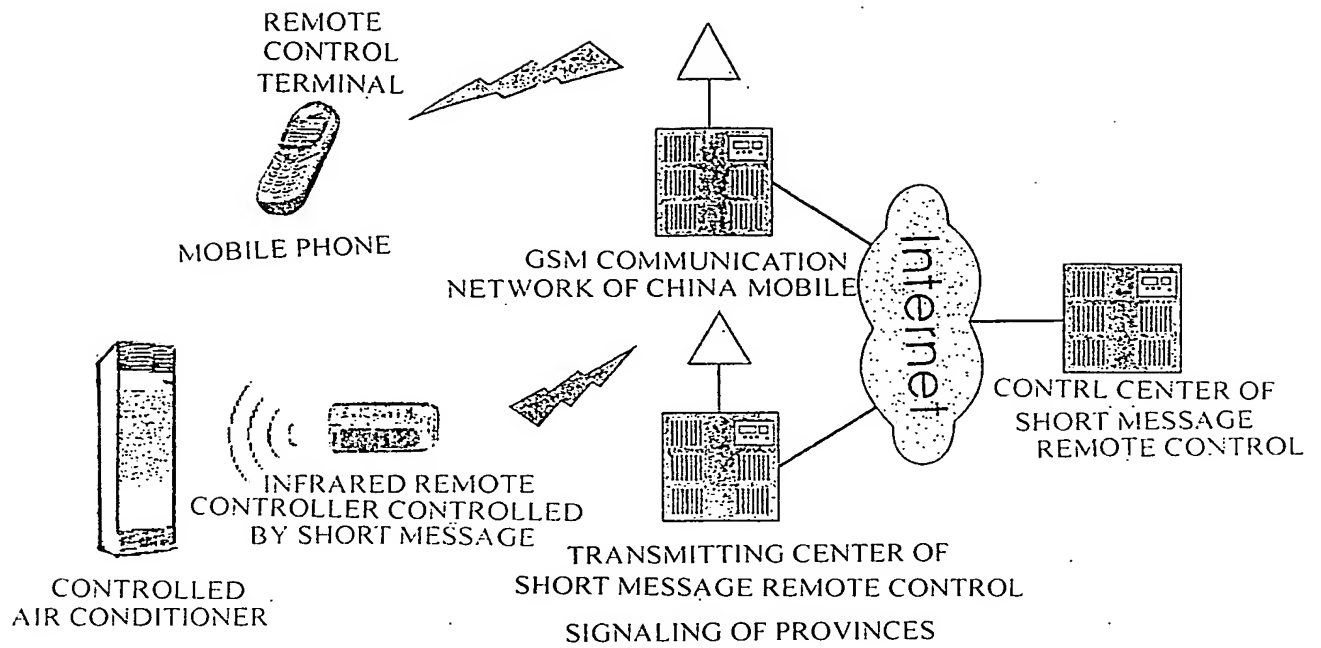 REMOTE
CONTROL
TERMINAL
MOBILE PHONE
GSM COMMUNICATION
NETWORK OF CHINA MOBILE
Internet
CONTRL CENTER OF
SHORT MESSAGE
REMOTE CONTROL
INFRARED REMOTE
CONTROLLER CONTROLLED
BY SHORT MESSAGE
CONTROLLED
AIR CONDITIONER
TRANSMITTING CENTER OF
SHORT MESSAGE REMOTE CONTROL
SIGNALING OF PROVINCES